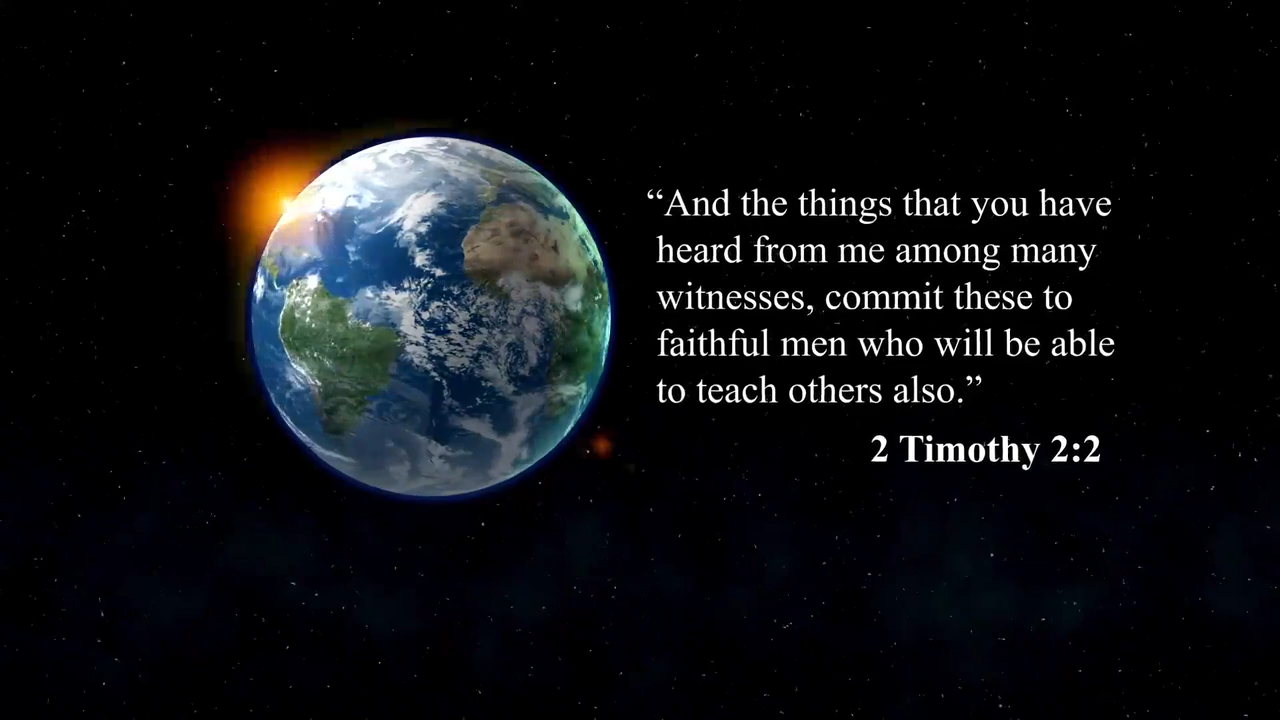 “And the things that you have
heard from me among many
witnesses, commit these to
faithful men who will be able
to teach others also.”
2 Timothy 2:2